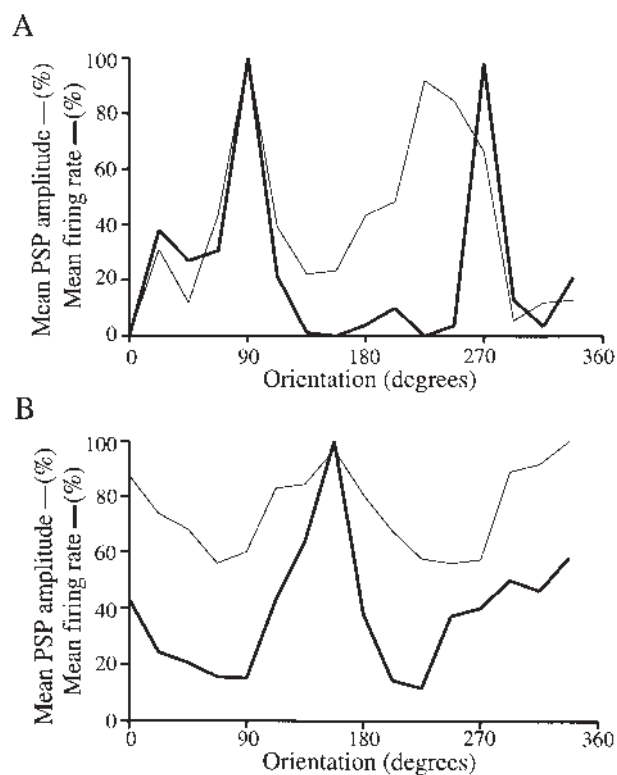 A
Mean PSP amplitude —(%)
Mean firing rate —(%)
100
80
60
40
20
0
0 90 180 270 360
Orientation (degrees)
B
Mean PSP amplitude —(%)
Mean firing rate —(%)
100
80
60
40
20
0
0 90 180 270 360
Orientation (degrees)